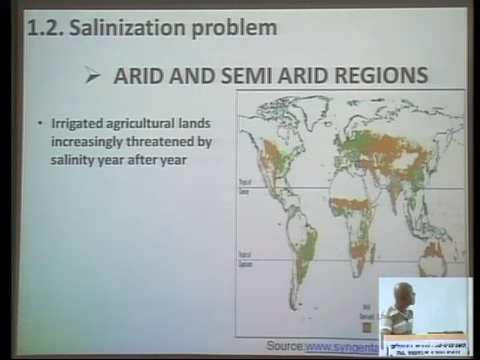 1.2. Salinization problem
➢ ARID AND SEMI ARID REGIONS
• Irrigated agricultural lands
increasingly threatened by
salinity year after year
Tropical
Cancer
Tropical
Capricorn
Arid
Source:www.syngenta